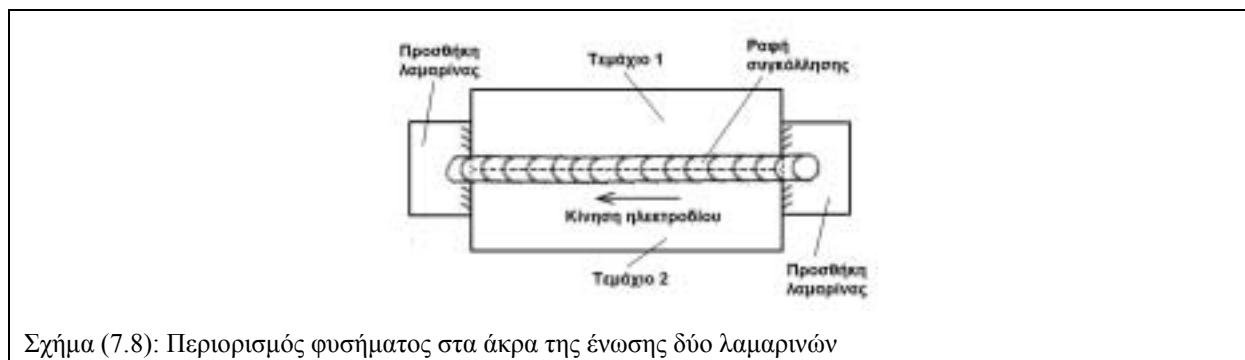 Προσθήκη
λαμαρίνας
Τεμάχιο 1
Ραφή
συγκόλλησης
Κίνηση ηλεκτροδίου
Τεμάχιο 2
Προσθήκη
λαμαρίνας
Σχήμα (7.8): Περιορισμός φυσήματος στα άκρα της ένωσης δύο λαμαρινών